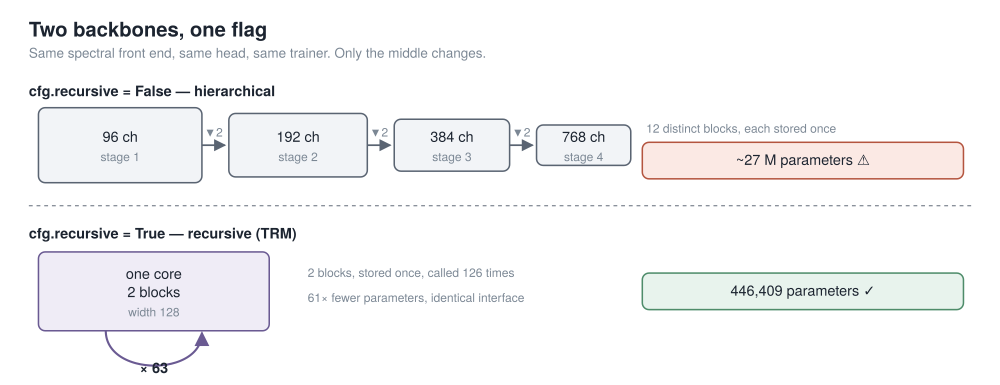 Two backbones, one flag
Same spectral front end, same head, same trainer. Only the middle changes.
cfg.recursive = False — hierarchical
96 ch
stage 1
▼2
192 ch
stage 2
▼2
384 ch
stage 3
▼2
768 ch
stage 4
12 distinct blocks, each stored once
~27 M parameters ⚠
cfg.recursive = True — recursive (TRM)
one core
2 blocks
width 128
× 63
2 blocks, stored once, called 126 times
61× fewer parameters, identical interface
446,409 parameters ✓